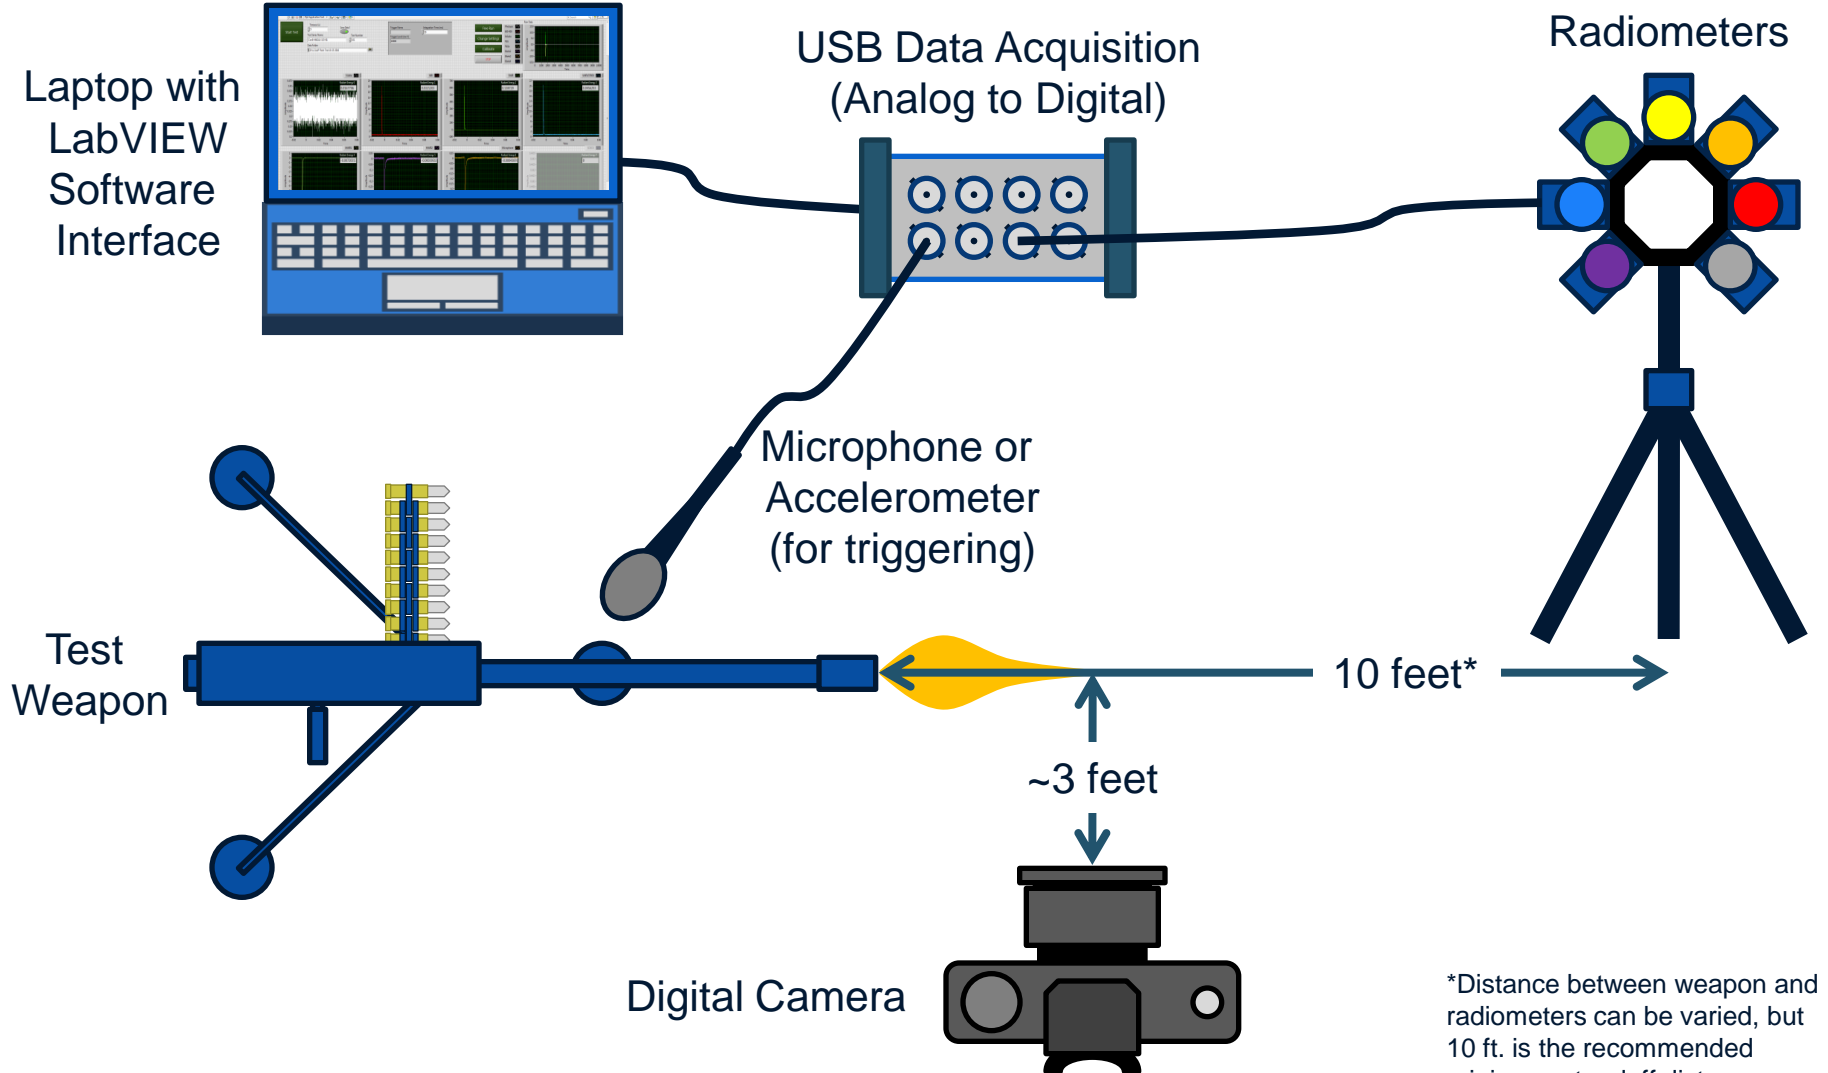 Laptop with
LabVIEW
Software
Interface
USB Data Acquisition
(Analog to Digital)
Radiometers
Microphone or
Accelerometer
(for triggering)
Test
Weapon
10 feet*
~3 feet
Digital Camera
*Distance between weapon and
radiometers can be varied, but
10 ft. is the recommended